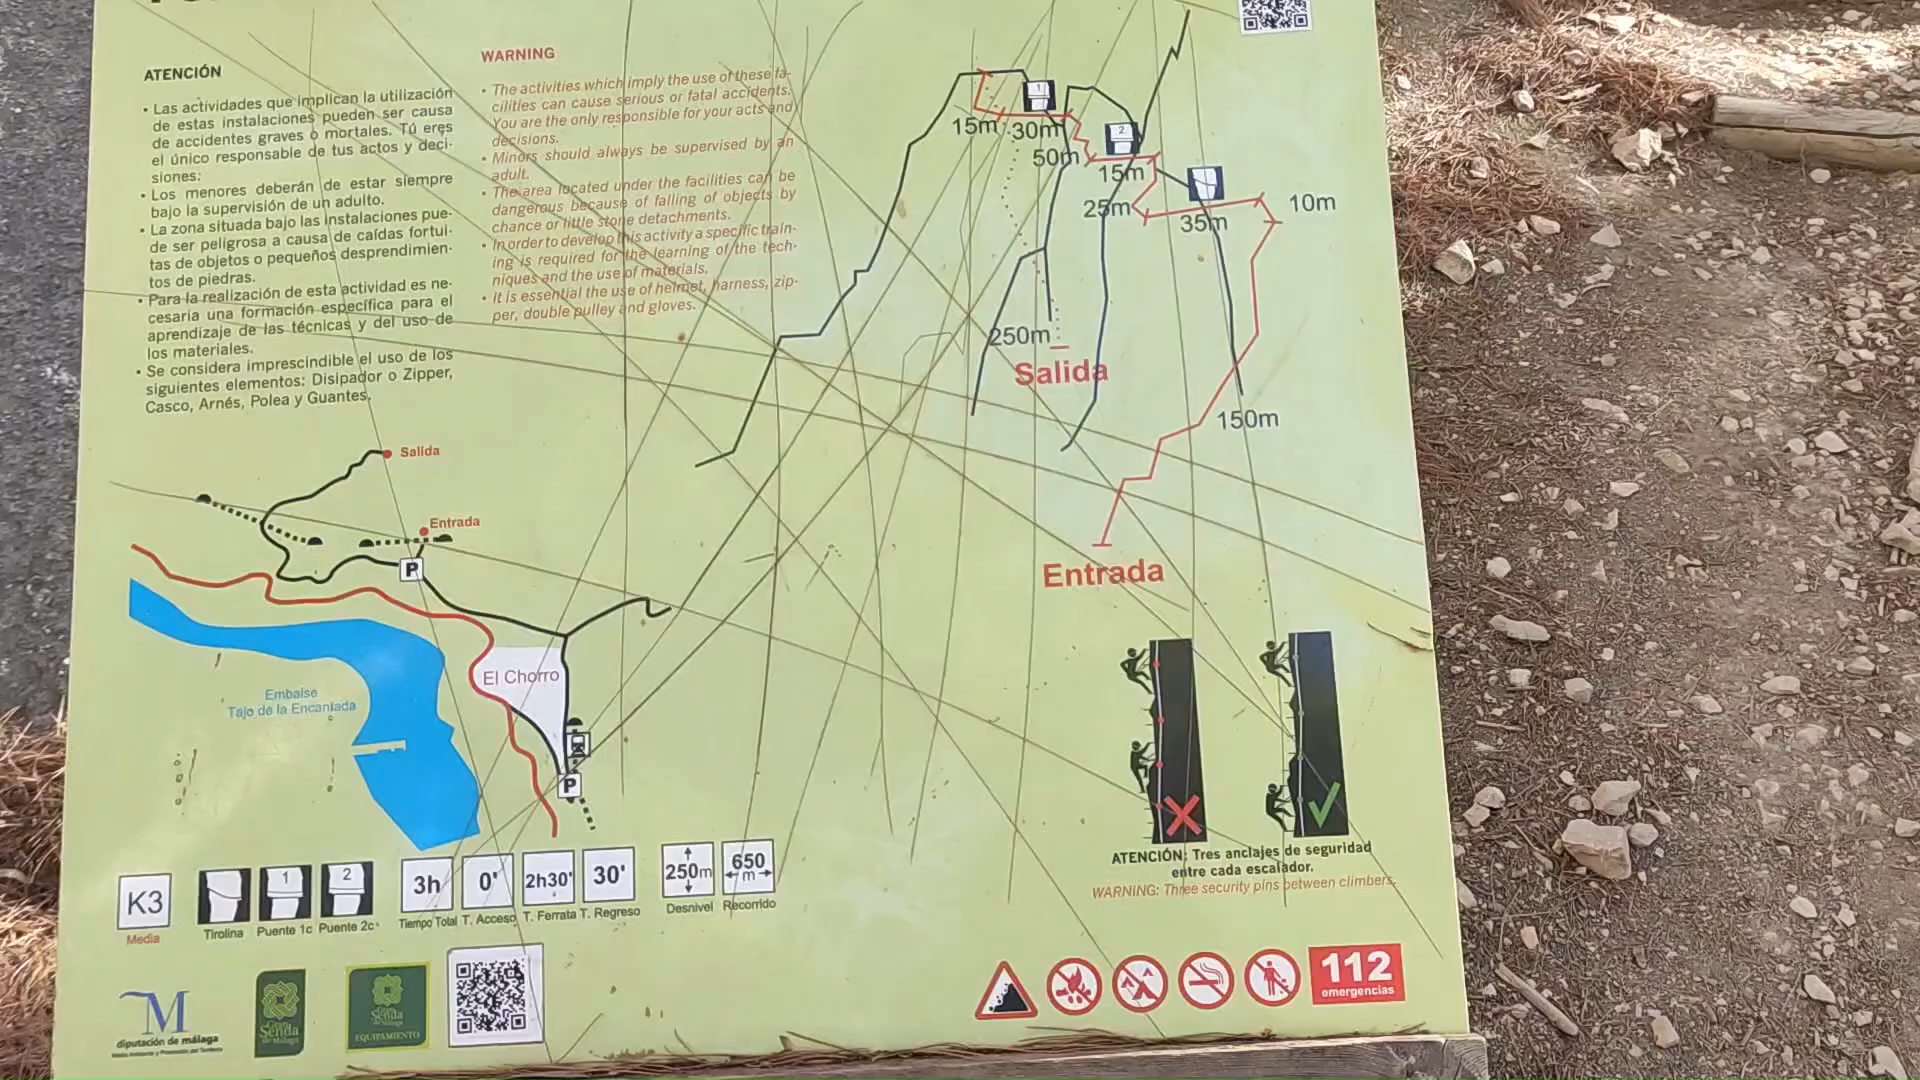 ATENCIÓN
• Las actividades que implican la utilización
de estas instalaciones pueden ser causa
de accidentes graves o mortales. Tú eres
el único responsable de tus actos y deci-
siones:
• Los menores deberán de estar siempre
bajo la supervisión de un adulto.
• La zona situada bajo las instalaciones pue-
de ser peligrosa a causa de caídas fortui-
tas de objetos o pequeños desprendimien-
tos de piedras.
• Para la realización de esta actividad es ne-
cesaria una formación específica para el
aprendizaje de las técnicas y del uso de
los materiales.
• Se considera imprescindible el uso de los
siguientes elementos: Disipador o Zipper,
Casco, Arnés, Polea y Guantes.
WARNING
• The activities which imply the use of these fa-
cilities can cause serious or fatal accidents.
You are the only responsible for your acts and
decisions.
• Minors should always be supervised by an
adult.
• The area located under the facilities can be
dangerous because of falling of objects by
chance or little stone detachments.
• In order to develop this activity a specific train-
ing is required for the learning of the tech-
niques and the use of materials.
• It is essential the use of helmet, harness, zip-
per, double pulley and gloves.
1
15m
30m
2
50m
15m
25m
35m
10m
250m
Salida
150m
Entrada
Salida
Entrada
P
El Chorro
Embalse
Tajo de la Encantada
P
ATENCIÓN: Tres anclajes de seguridad
entre cada escalador.
WARNING: Three security pins between climbers.
K3
Media
Tirolina
1
Puente 1c
2
Puente 2c
3h
Tiempo Total
0'
T. Acceso
2h30'
T. Ferrata
30'
T. Regreso
250m
Desnivel
650
m
Recorrido
M
diputación de málaga
Senda
EQUIPAMIENTO
112
emergencias